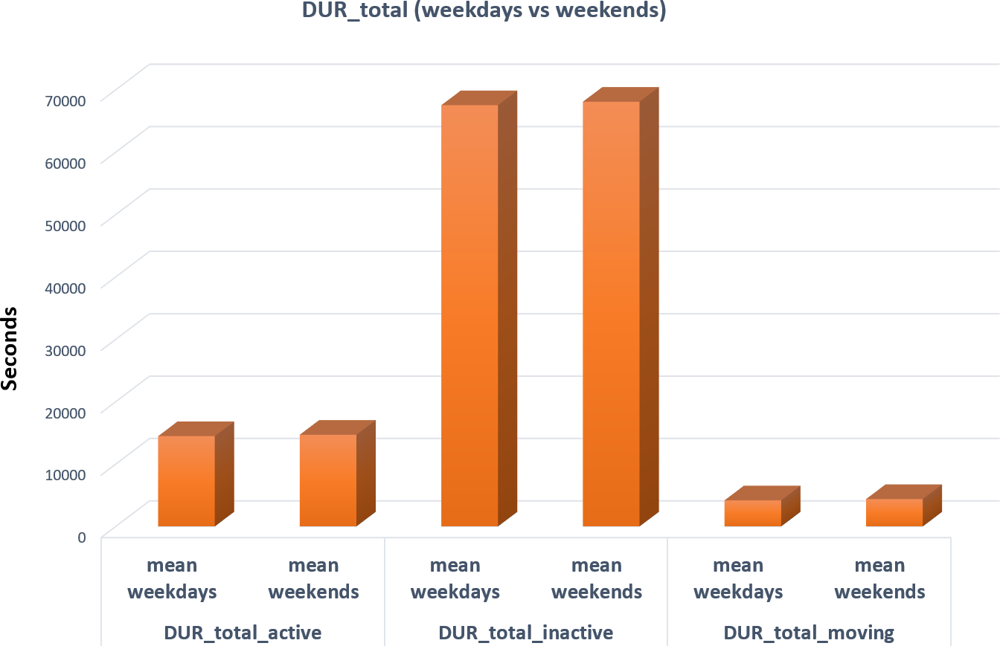 DUR_total (weekdays vs weekends)
70000
60000
50000
40000
30000
20000
10000
0
Seconds
mean
weekdays
mean
weekends
mean
weekdays
mean
weekends
mean
weekdays
mean
weekends
DUR_total_active
DUR_total_inactive
DUR_total_moving